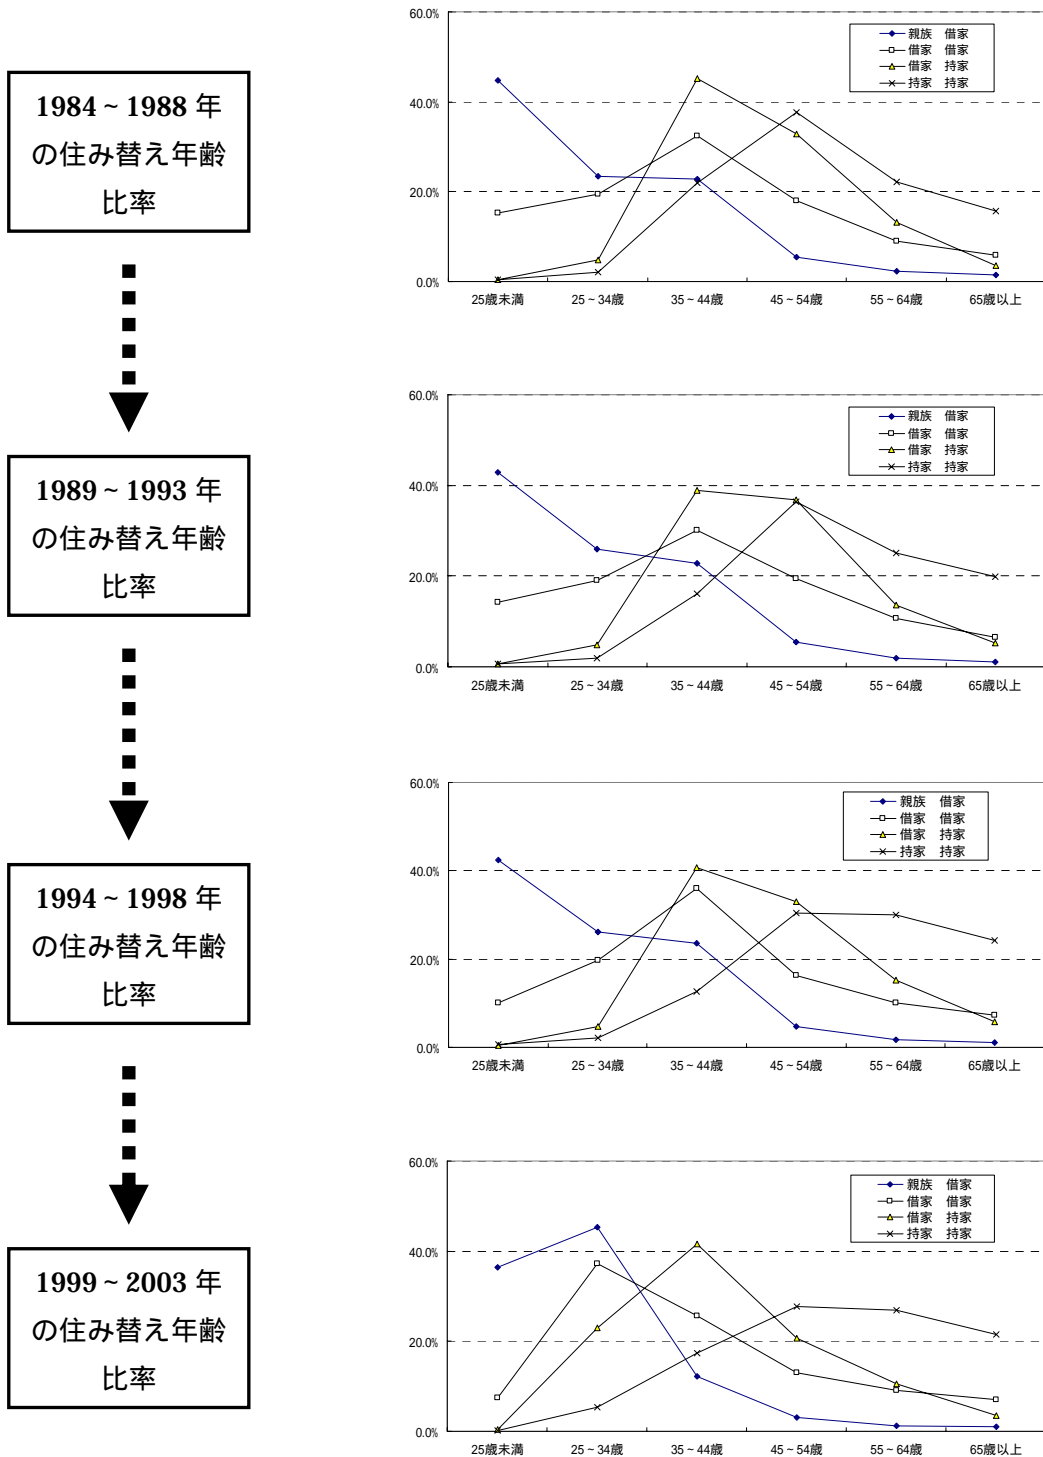 1984~1988 年
の住み替え年齢
比率
60.0%
40.0%
20.0%
0.0%
親族 借家
借家 借家
借家 持家
持家 持家
25歳未満 25~34歳 35~44歳 45~54歳 55~64歳 65歳以上
1989~1993 年
の住み替え年齢
比率
60.0%
40.0%
20.0%
0.0%
親族 借家
借家 借家
借家 持家
持家 持家
25歳未満 25~34歳 35~44歳 45~54歳 55~64歳 65歳以上
1994~1998 年
の住み替え年齢
比率
60.0%
40.0%
20.0%
0.0%
親族 借家
借家 借家
借家 持家
持家 持家
25歳未満 25~34歳 35~44歳 45~54歳 55~64歳 65歳以上
1999~2003 年
の住み替え年齢
比率
60.0%
40.0%
20.0%
0.0%
親族 借家
借家 借家
借家 持家
持家 持家
25歳未満 25~34歳 35~44歳 45~54歳 55~64歳 65歳以上